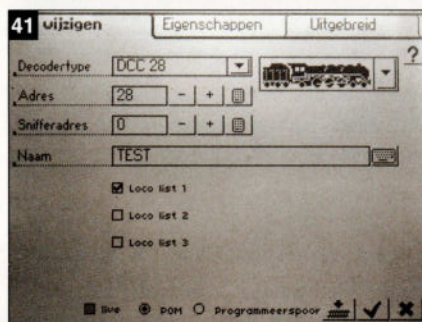 41 wijzigen Eigenschappen Uitgebreid
?
Decodertype DCC 28
Adres 28 - +
Snifferadres 0 - +
Naam TEST
Loco list 1
Loco list 2
Loco list 3
live POM Programmeerspoor